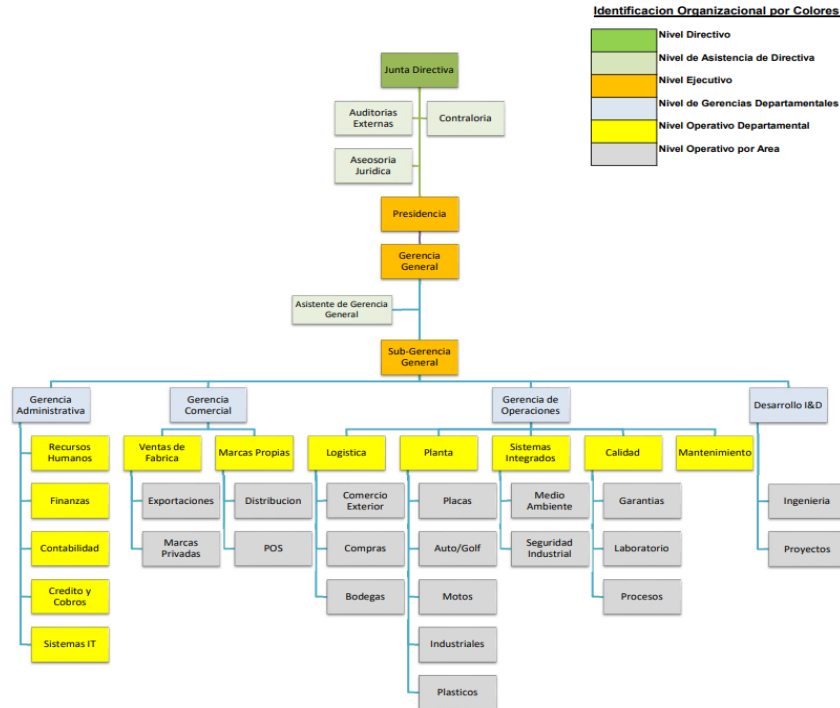 Identificacion Organizacional por Colores
Nivel Directivo
Nivel de Asistencia de Directiva
Nivel Ejecutivo
Nivel de Gerencias Departamentales
Nivel Operativo Departamental
Nivel Operativo por Area
Junta Directiva
Auditorias
Externas
Contraloria
Aseosoria
Juridica
Presidencia
Gerencia
General
Asistente de Gerencia
General
Sub-Gerencia
General
Gerencia
Administrativa
Gerencia
Comercial
Gerencia de
Operaciones
Desarrollo I&D
Recursos
Humanos
Ventas de
Fabrica
Marcas Propias
Logistica
Planta
Sistemas
Integrados
Calidad
Mantenimiento
Finanzas
Exportaciones
Distribucion
Comercio
Exterior
Placas
Medio
Ambiente
Garantias
Ingenieria
Contabilidad
Marcas
Privadas
POS
Compras
Auto/Golf
Seguridad
Industrial
Laboratorio
Proyectos
Credito y
Cobros
Bodegas
Motos
Procesos
Sistemas IT
Industriales
Plasticos